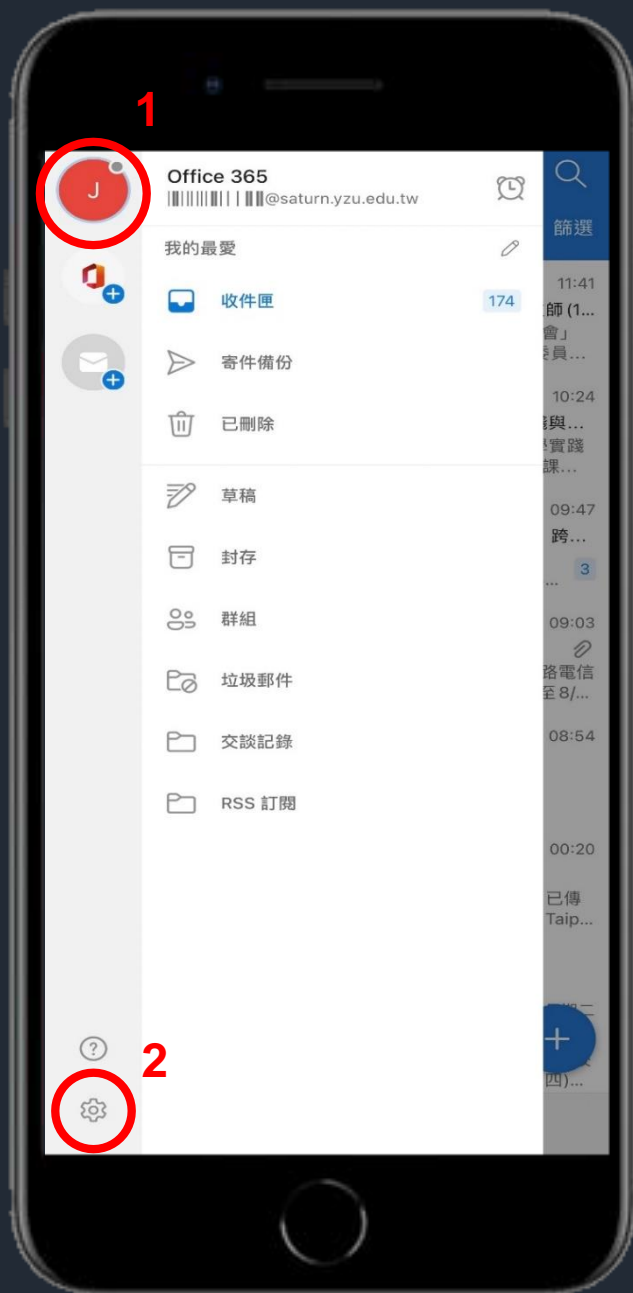 1
J
Office 365
@saturn.yzu.edu.tw
我的最愛
收件匣 174
寄件備份
已刪除
草稿
封存
群組
垃圾郵件
交談記錄
RSS 訂閱
2
篩選
11:41
師 (1...
會」
委員...
10:24
與...
實踐
課...
09:47
跨...
3
...
09:03
路電信
至 8/...
08:54
00:20
已傳
Taip...
四)...